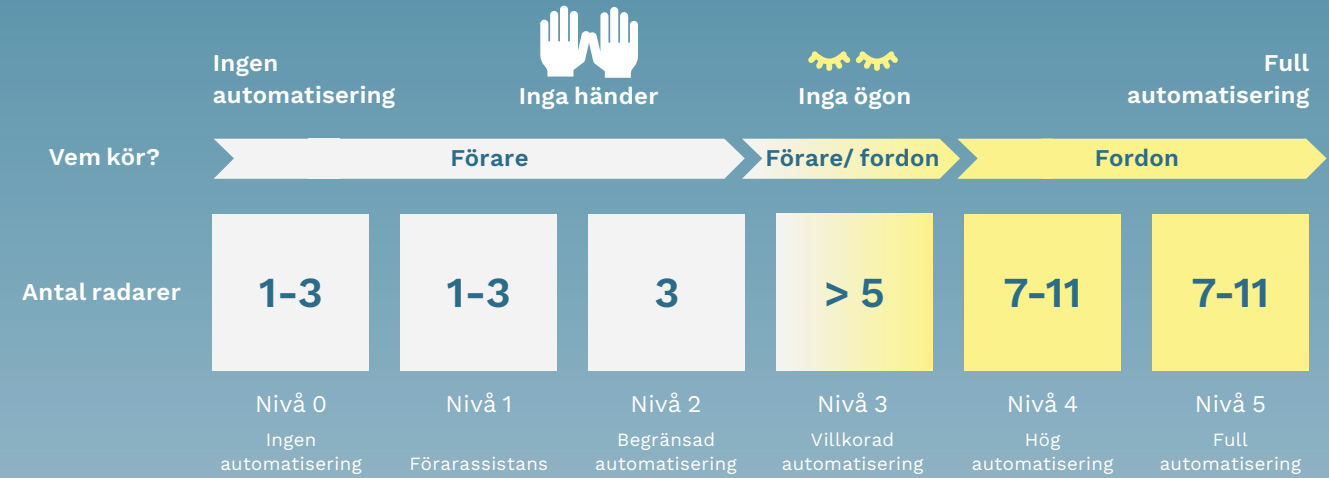 Ingen
automatisering
Inga händer
Inga ögon
Full
automatisering
Vem kör?
Förare
Förare/ fordon
Fordon
Antal radarer
1-3
1-3
3
> 5
7-11
7-11
Nivå 0
Nivå 1
Nivå 2
Nivå 3
Nivå 4
Nivå 5
Ingen
automatisering
Förarassistans
Begränsad
automatisering
Villkorad
automatisering
Hög
automatisering
Full
automatisering